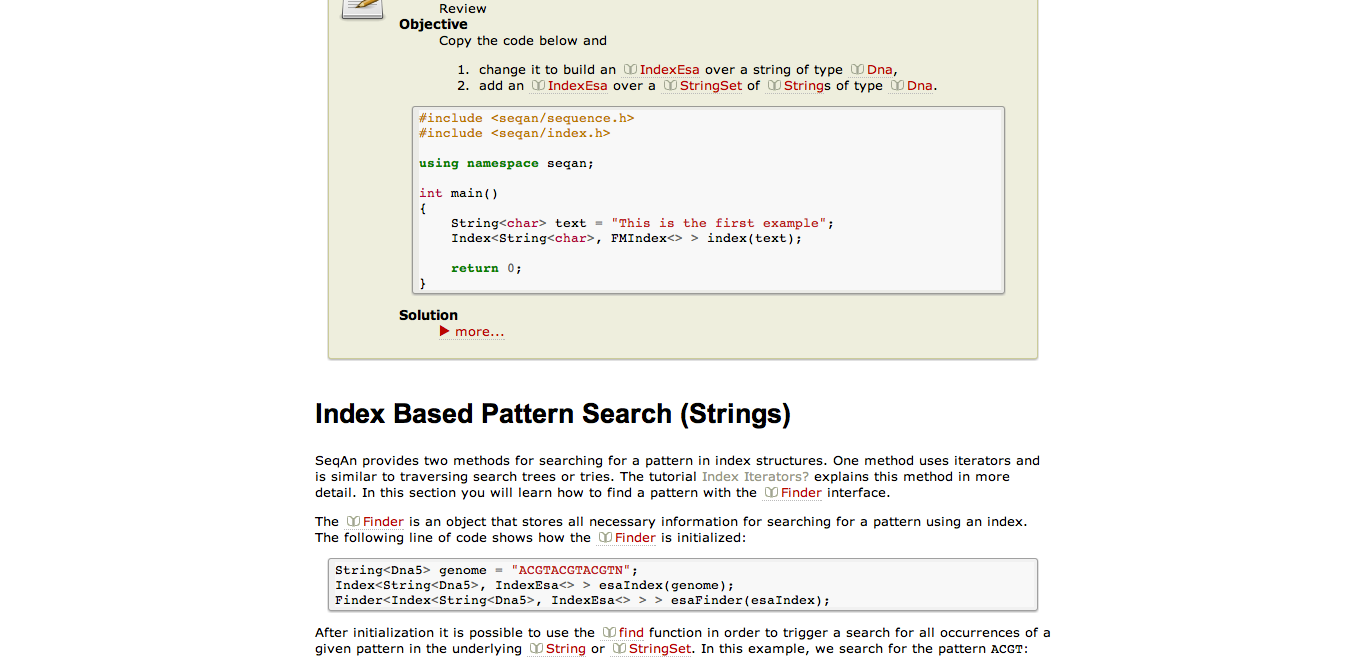 Review
Objective
Copy the code below and
1. change it to build an IndexEsa over a string of type Dna,
2. add an IndexEsa over a StringSet of Strings of type Dna.
#include <seqan/sequence.h>
#include <seqan/index.h>
using namespace seqan;
int main()
{
    String<char> text = "This is the first example";
    Index<String<char>, FMIndex<> > index(text);
    return 0;
}
Solution
more...
Index Based Pattern Search (Strings)
SeqAn provides two methods for searching for a pattern in index structures. One method uses iterators and
is similar to traversing search trees or tries. The tutorial Index Iterators? explains this method in more
detail. In this section you will learn how to find a pattern with the Finder interface.
The Finder is an object that stores all necessary information for searching for a pattern using an index.
The following line of code shows how the Finder is initialized:
String<Dna5> genome = "ACGTACGTACGTN";
Index<String<Dna5>, IndexEsa<> > esaIndex(genome);
Finder<Index<String<Dna5>, IndexEsa<> > > esaFinder(esaIndex);
After initialization it is possible to use the find function in order to trigger a search for all occurrences of a
given pattern in the underlying String or StringSet. In this example, we search for the pattern ACGT: